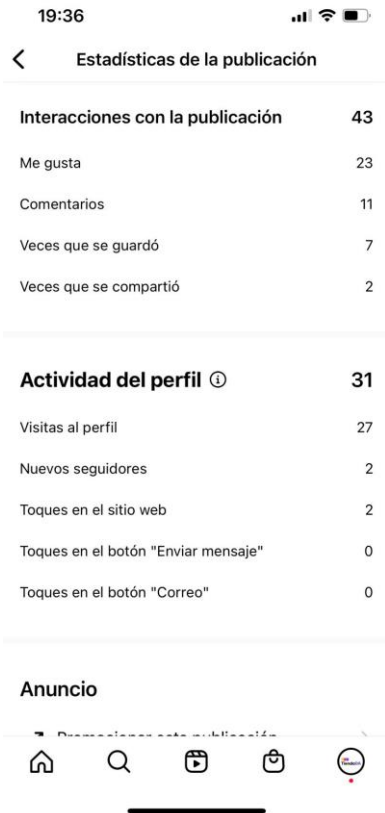 19:36
Estadísticas de la publicación
Interacciones con la publicación 43
Me gusta 23
Comentarios 11
Veces que se guardó 7
Veces que se compartió 2
Actividad del perfil 31
Visitas al perfil 27
Nuevos seguidores 2
Toques en el sitio web 2
Toques en el botón "Enviar mensaje" 0
Toques en el botón "Correo" 0
Anuncio
Promocionar esta publicación